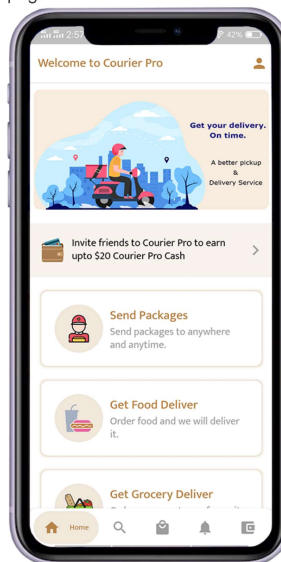 2:57
42%
Welcome to Courier Pro
Get your delivery.
On time.
A better pickup
&
Delivery Service
Invite friends to Courier Pro to earn
upto $20 Courier Pro Cash
Send Packages
Send packages to anywhere
and anytime.
Get Food Deliver
Order food and we will deliver
it.
Get Grocery Deliver
Home